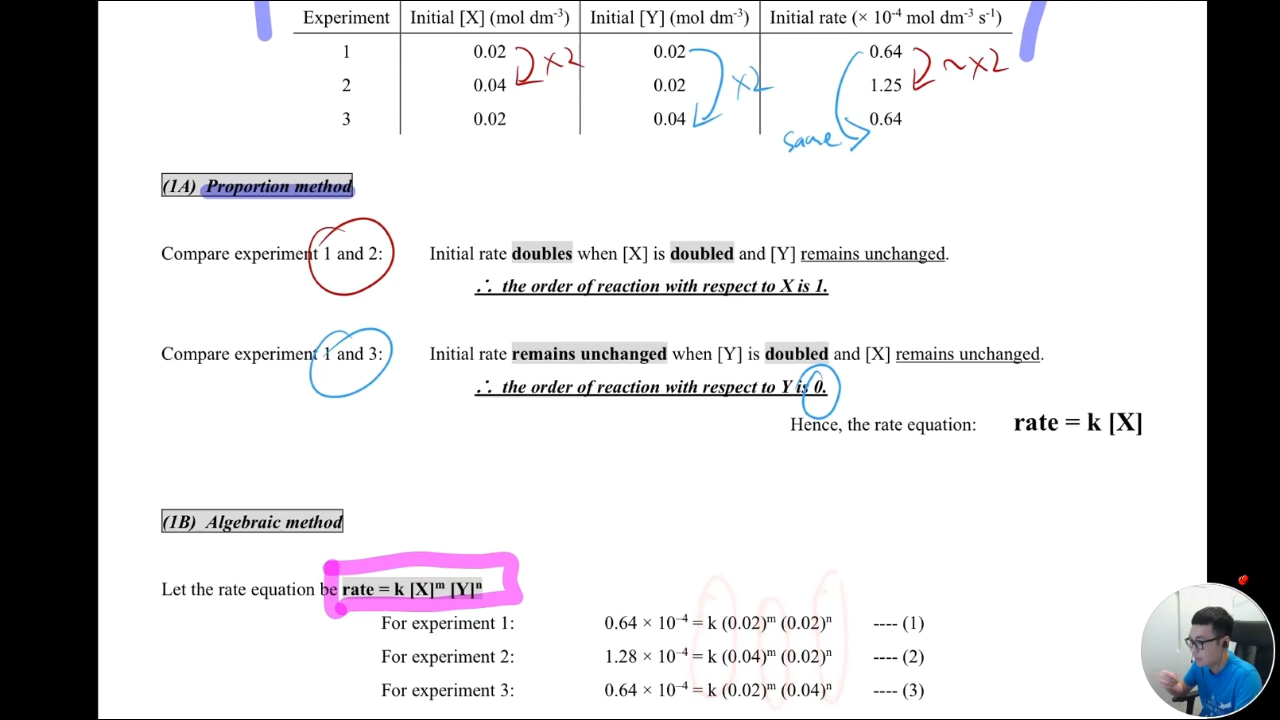 Experiment Initial [X] (mol dm⁻³) Initial [Y] (mol dm⁻³) Initial rate (× 10⁻⁴ mol dm⁻³ s⁻¹)
1 0.02 0.02 0.64
×2 ~×2
2 0.04 0.02 1.25
×2
3 0.02 0.04 0.64
same
(1A) Proportion method
Compare experiment 1 and 2: Initial rate doubles when [X] is doubled and [Y] remains unchanged.
∴ the order of reaction with respect to X is 1.
Compare experiment 1 and 3: Initial rate remains unchanged when [Y] is doubled and [X] remains unchanged.
∴ the order of reaction with respect to Y is 0.
Hence, the rate equation: rate = k [X]
(1B) Algebraic method
Let the rate equation be rate = k [X]ᵐ [Y]ⁿ
For experiment 1: 0.64 × 10⁻⁴ = k (0.02)ᵐ (0.02)ⁿ ---- (1)
For experiment 2: 1.28 × 10⁻⁴ = k (0.04)ᵐ (0.02)ⁿ ---- (2)
For experiment 3: 0.64 × 10⁻⁴ = k (0.02)ᵐ (0.04)ⁿ ---- (3)